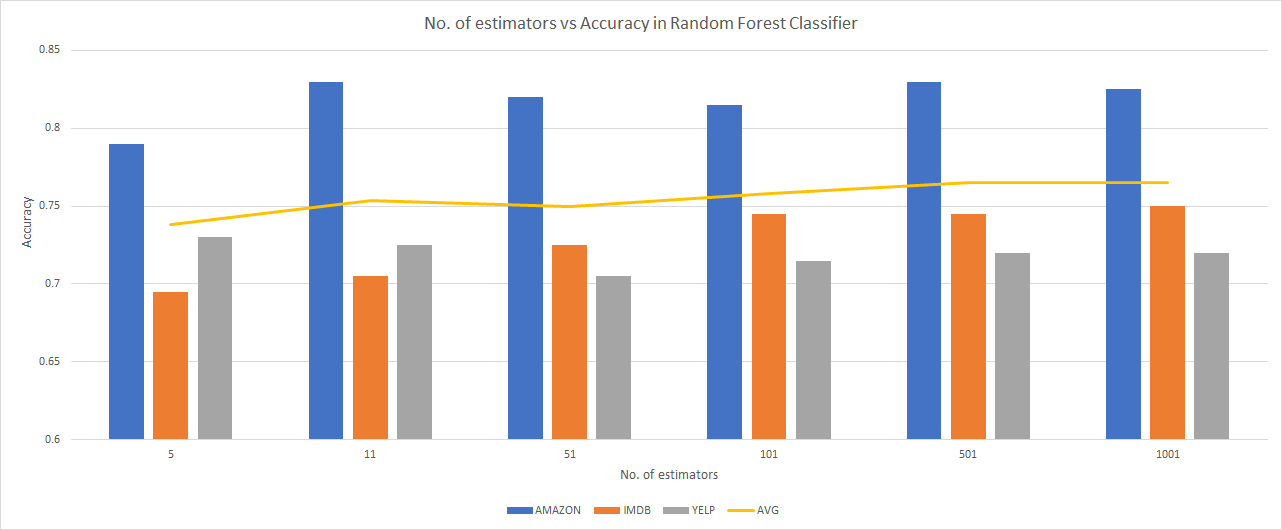 No. of estimators vs Accuracy in Random Forest Classifier
0.85
0.8
0.75
0.7
0.65
0.6
Accuracy
5 11 51 101 501 1001
No. of estimators
AMAZON IMDB YELP AVG